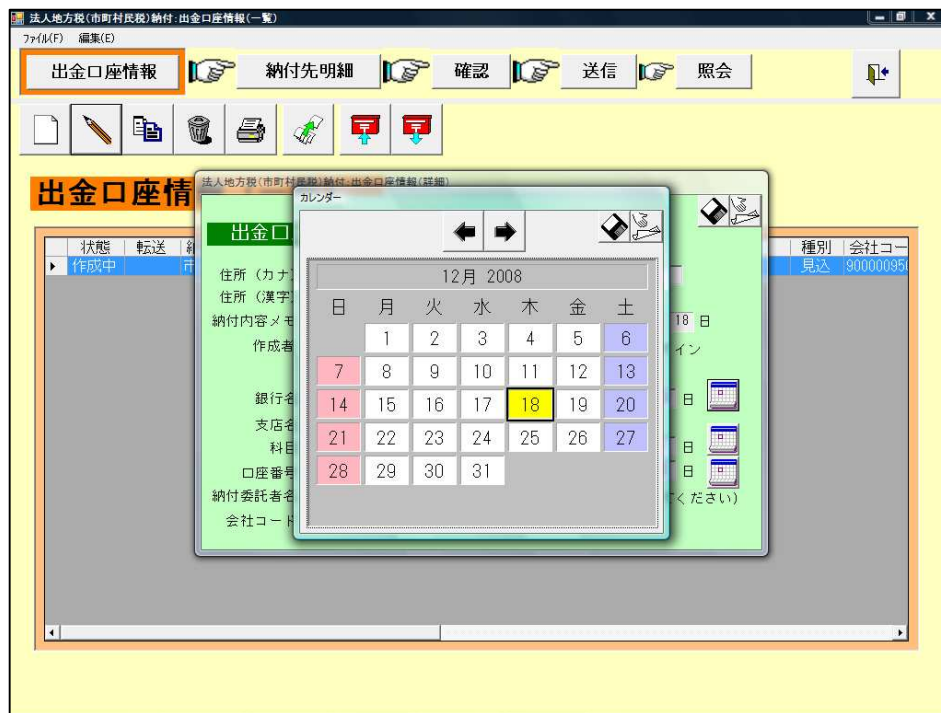 法人地方税(市町村民税)納付:出金口座情報(一覧)
ファイル(F) 編集(E)
出金口座情報 納付先明細 確認 送信 照会
法人地方税(市町村民税)納付:出金口座情報(詳細)
出金口座情
カレンダー
出金口
状態 転送 種別 会社コー
作成中 市 見込 900000950
12月 2008
日 月 火 水 木 金 土
1 2 3 4 5 6
7 8 9 10 11 12 13
14 15 16 17 18 19 20
21 22 23 24 25 26 27
28 29 30 31
住所 (カナ)
住所 (漢字)
納付内容メモ 18 日
作成者 イン
銀行名 日
支店名
科目 日
口座番号 日
納付委託者名 ください)
会社コード